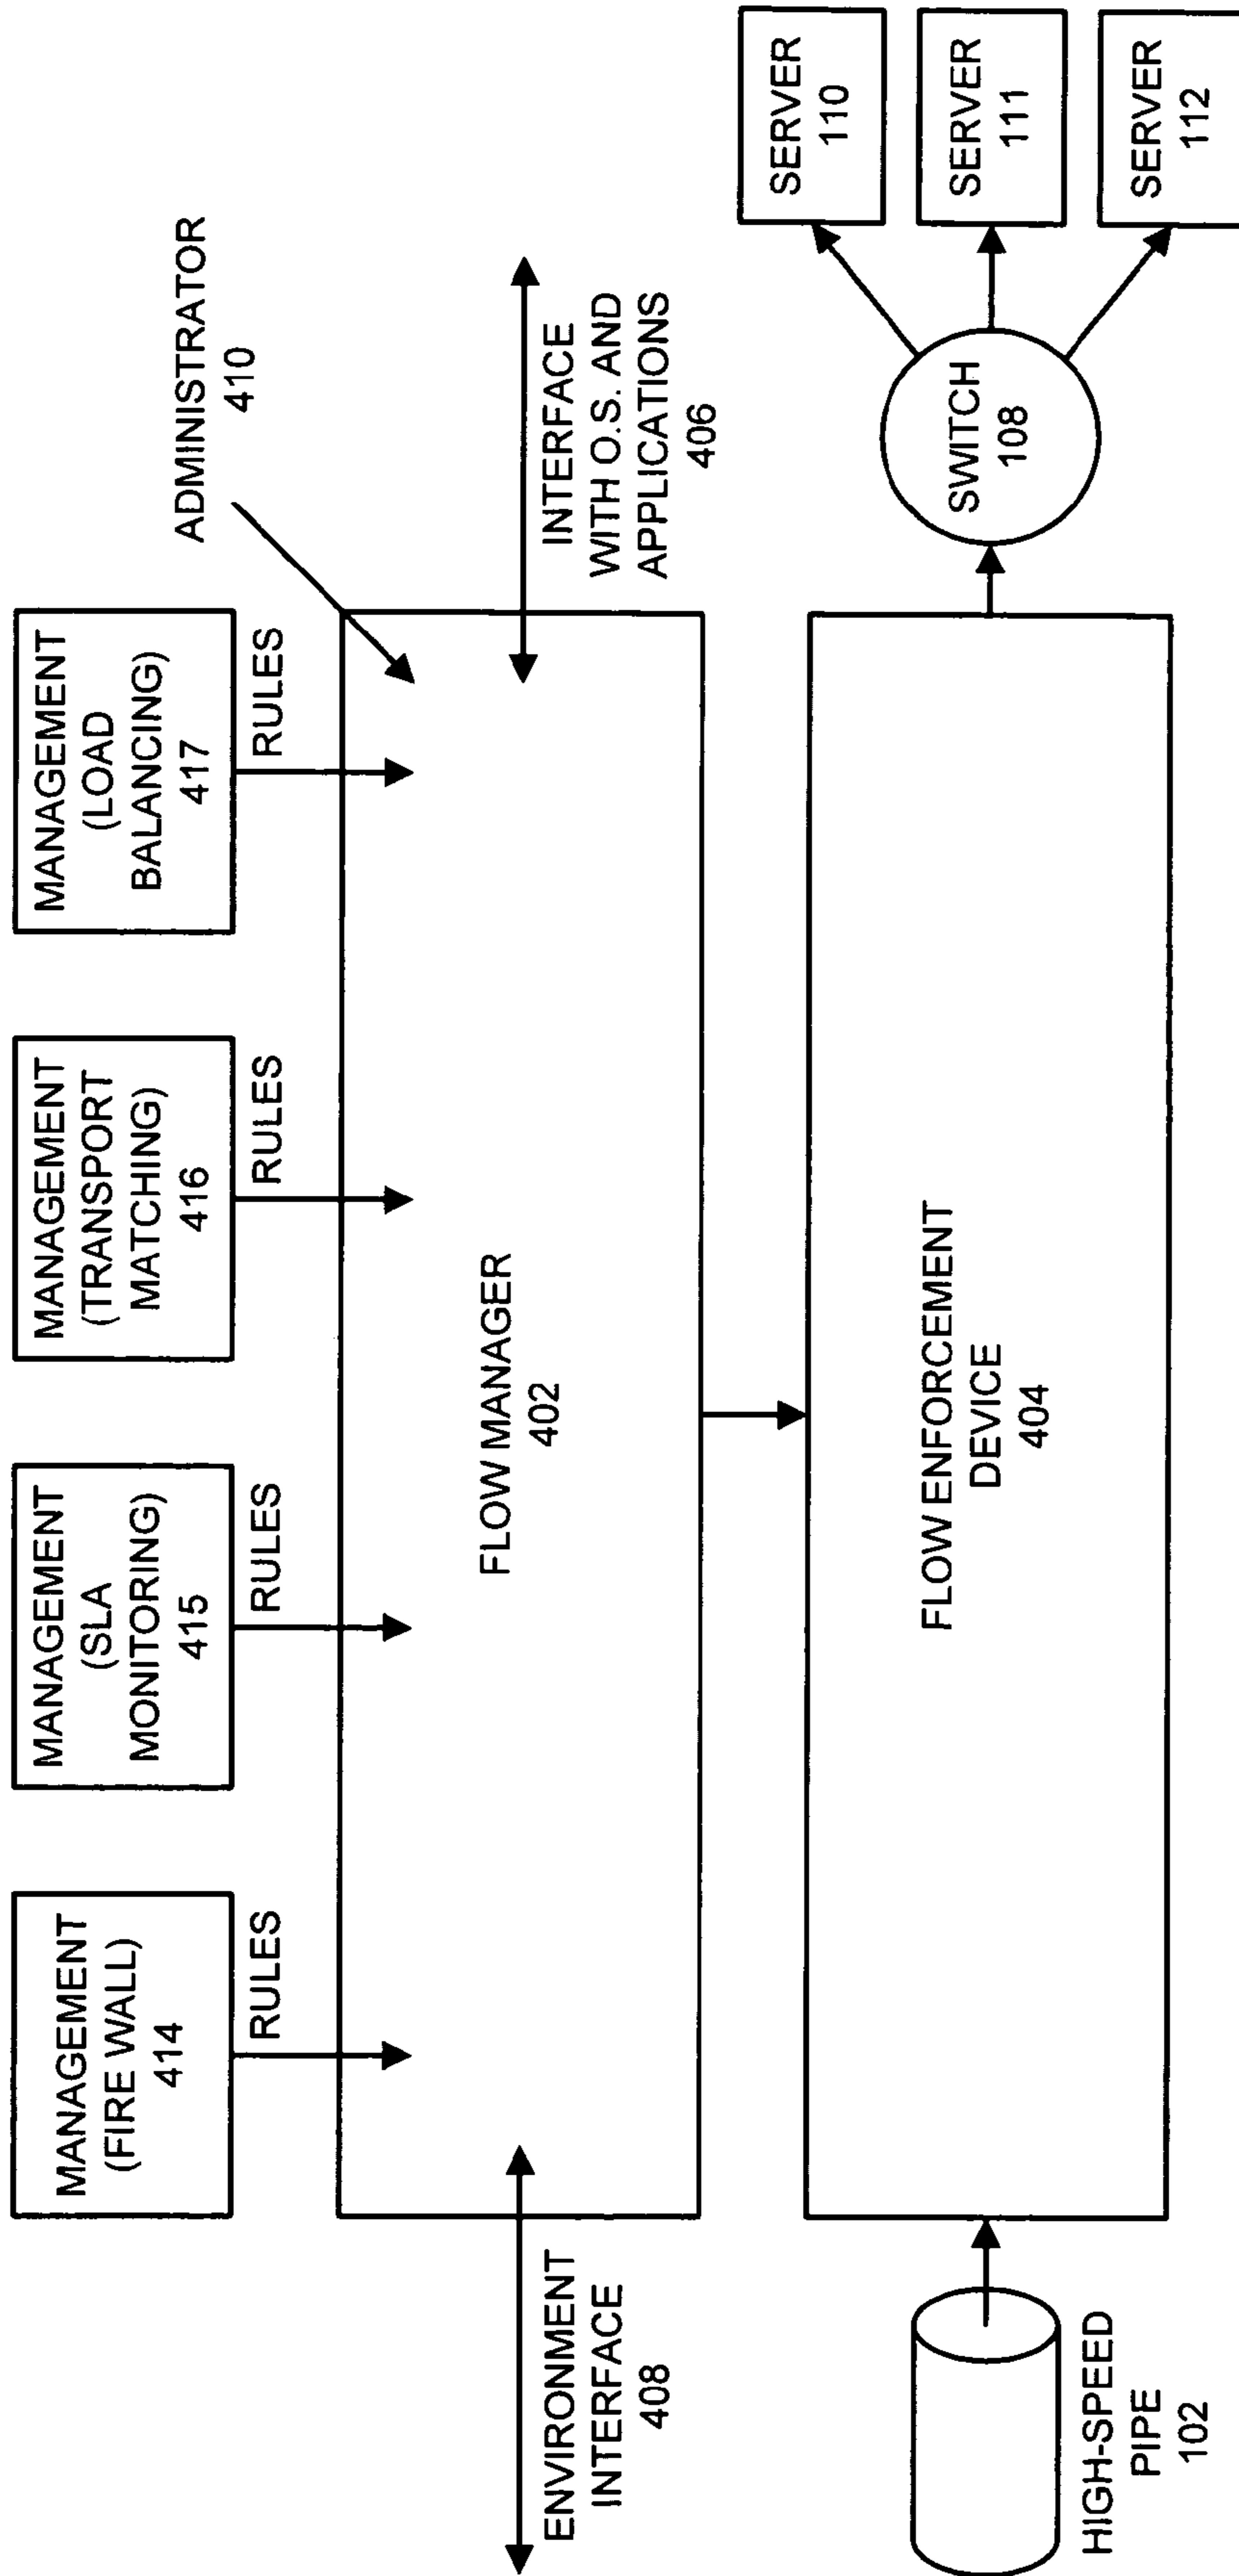 MANAGEMENT
(FIRE WALL)
414
RULES
MANAGEMENT
(SLA
MONITORING)
415
RULES
MANAGEMENT
(TRANSPORT
MATCHING)
416
RULES
MANAGEMENT
(LOAD
BALANCING)
417
RULES
ADMINISTRATOR
410
ENVIRONMENT
INTERFACE
408
FLOW MANAGER
402
INTERFACE
WITH O.S. AND
APPLICATIONS
406
HIGH-SPEED
PIPE
102
FLOW ENFORCEMENT
DEVICE
404
SWITCH
108
SERVER
110
SERVER
111
SERVER
112